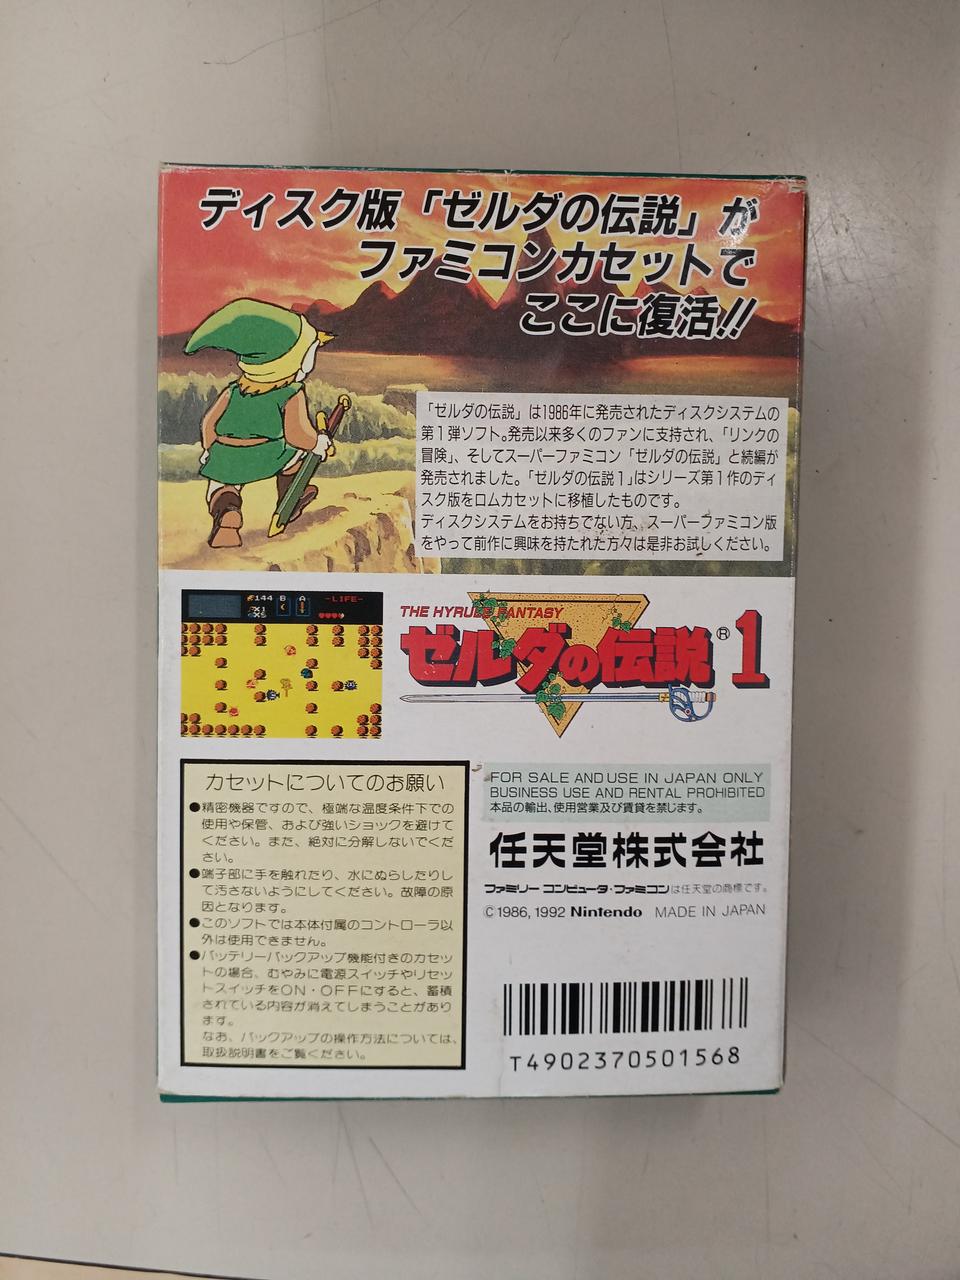 ディスク版「ゼルダの伝説」が
ファミコンカセットで
ここに復活!!
「ゼルダの伝説」は1986年に発売されたディスクシステムの
第1弾ソフト。発売以来多くのファンに支持され、「リンクの
冒険」、そしてスーパーファミコン「ゼルダの伝説」と続編が
発売されました。「ゼルダの伝説1」はシリーズ第1作のディ
スク版をロムカセットに移植したものです。
ディスクシステムをお持ちでない方、スーパーファミコン版
をやって前作に興味を持たれた方々は是非お試しください。
144 B A -LIFE-
X1
X5
THE HYRULE FANTASY
ゼルダの伝説®1
カセットについてのお願い
●精密機器ですので、極端な温度条件下での
使用や保管、および強いショックを避けて
ください。また、絶対に分解しないでくだ
さい。
●端子部に手を触れたり、水にぬらしたりし
て汚さないようにしてください。故障の原
因となります。
●このソフトでは本体付属のコントローラ以
外は使用できません。
●バッテリーバックアップ機能付きのカセッ
トの場合、むやみに電源スイッチやリセッ
トスイッチをON・OFFにすると、蓄積
されている内容が消えてしまうことがあり
ます。
なお、バックアップの操作方法については、
取扱説明書をご覧ください。
FOR SALE AND USE IN JAPAN ONLY
BUSINESS USE AND RENTAL PROHIBITED
本品の輸出、使用営業及び賃貸を禁じます。
任天堂株式会社
ファミリーコンピュータ・ファミコンは任天堂の商標です。
©1986, 1992 Nintendo MADE IN JAPAN
T4902370501568